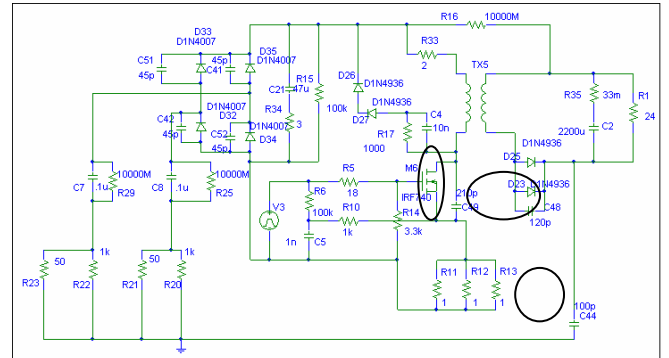 D33
D1N4007
R16
10000M
C51
45p
45p
C41
D35
D1N4007
R33
2
TX5
R15
C21
47u
D26
D1N4936
R35
33m
R1
24
D1N4007
D1N4936
C4
10n
100k
R34
3
D27
R17
1000
C2
2200u
C42
45p
D32
C52
45p
D1N4007
D34
D1N4936
D25
M6
R5
18
IRF740
210p
D23
D1N4936
C7
.1u
10000M
R29
C8
.1u
10000M
R25
V3
R6
100k
R10
1k
R14
3.3k
C49
C48
120p
1n
C5
50
1k
50
1k
R23
R22
R21
R20
R11
R12
R13
1
1
1
100p
C44